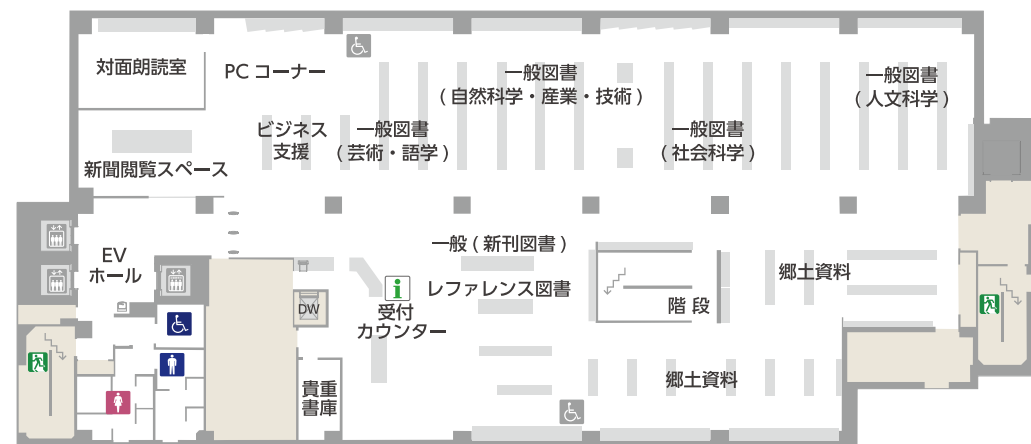 対面朗読室
PCコーナー
一般図書
(自然科学・産業・技術)
一般図書
(人文科学)
ビジネス
支援
一般図書
(芸術・語学)
一般図書
(社会科学)
新聞閲覧スペース
EV
ホール
一般(新刊図書)
レファレンス図書
i
受付
カウンター
DW
階段
郷土資料
郷土資料
貴重
書庫